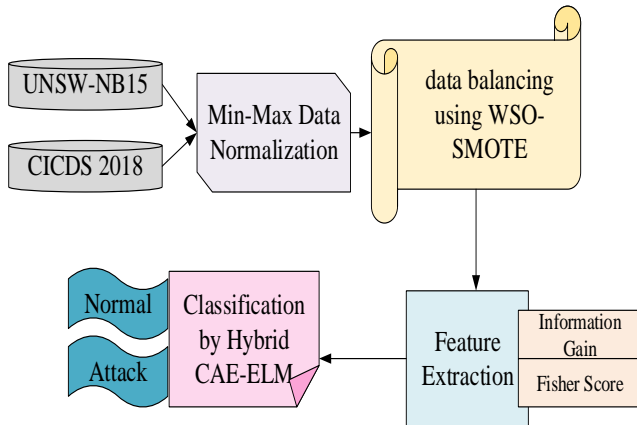 UNSW-NB15
CICDS 2018
Min-Max Data
Normalization
data balancing
using WSO-
SMOTE
Normal
Attack
Classification
by Hybrid
CAE-ELM
Feature
Extraction
Information
Gain
Fisher Score